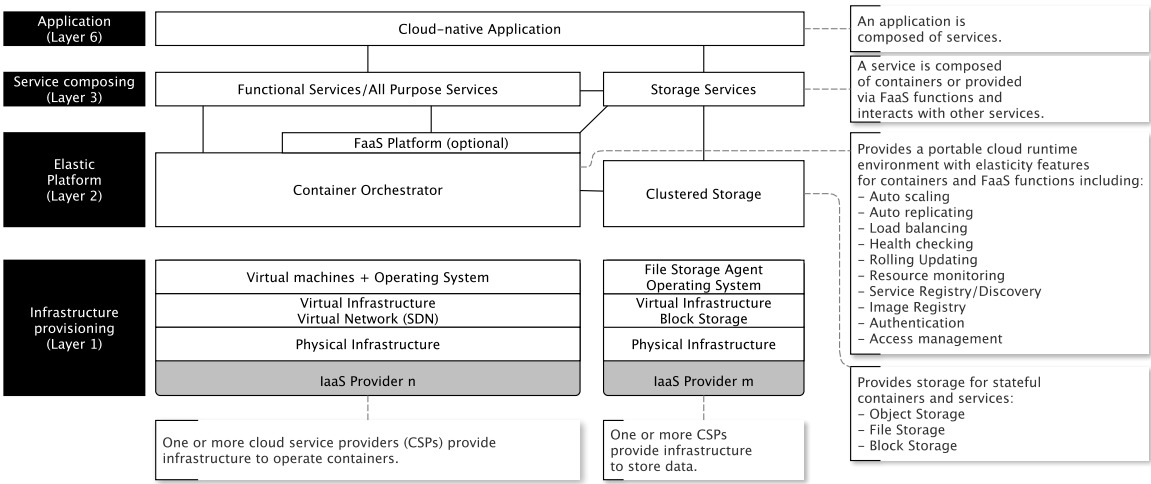 Application
(Layer 6)
Cloud-native Application
An application is
composed of services.
Service composing
(Layer 3)
Functional Services/All Purpose Services
Storage Services
A service is composed
of containers or provided
via FaaS functions and
interacts with other services.
Elastic
Platform
(Layer 2)
FaaS Platform (optional)
Container Orchestrator
Clustered Storage
Provides a portable cloud runtime
environment with elasticity features
for containers and FaaS functions including:
- Auto scaling
- Auto replicating
- Load balancing
- Health checking
- Rolling Updating
- Resource monitoring
- Service Registry/Discovery
- Image Registry
- Authentication
- Access management
Infrastructure
provisioning
(Layer 1)
Virtual machines + Operating System
Virtual Infrastructure
Virtual Network (SDN)
Physical Infrastructure
IaaS Provider n
File Storage Agent
Operating System
Virtual Infrastructure
Block Storage
Physical Infrastructure
IaaS Provider m
Provides storage for stateful
containers and services:
- Object Storage
- File Storage
- Block Storage
One or more cloud service providers (CSPs) provide
infrastructure to operate containers.
One or more CSPs
provide infrastructure
to store data.